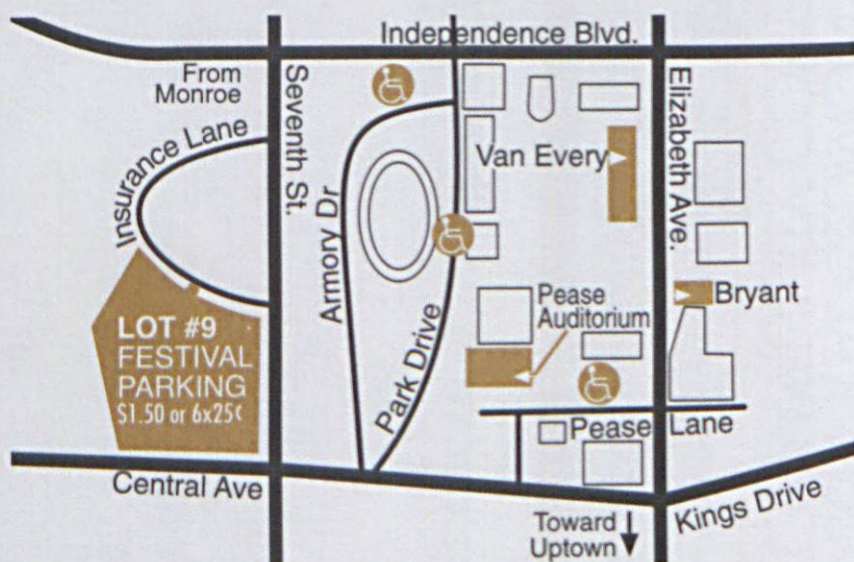 Independence Blvd.
From
Monroe
Seventh St.
Elizabeth Ave.
Insurance Lane
Van Every
Armory Dr
Pease
Auditorium
Bryant
LOT #9
FESTIVAL
PARKING
$1.50 or 6x25¢
Park Drive
Pease Lane
Central Ave
Kings Drive
Toward
Uptown